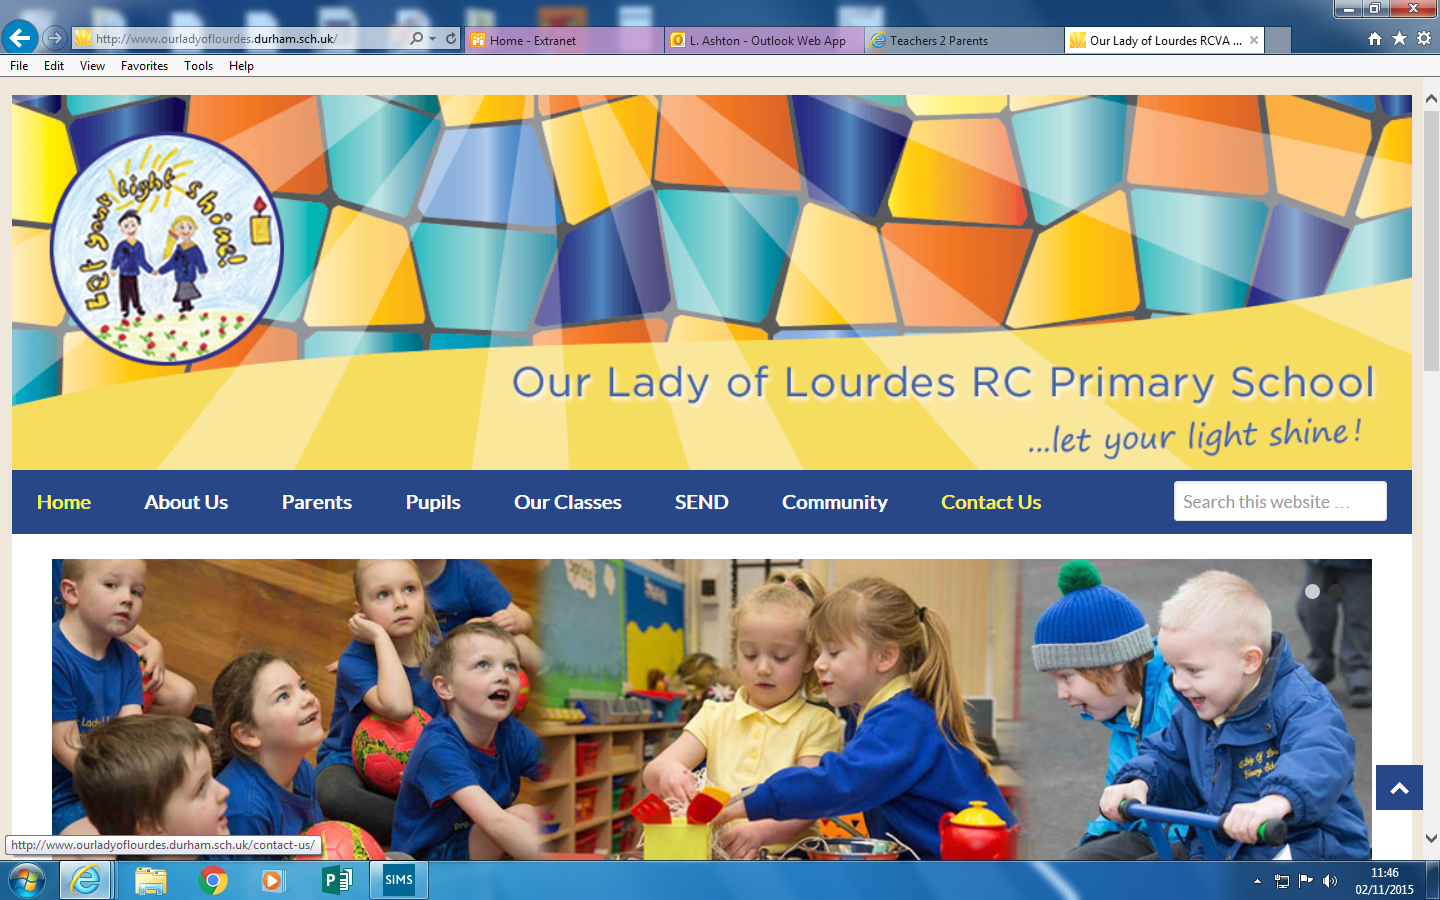 http://www.ourladyoflourdes.durham.sch.uk/
Home - Extranet
L. Ashton - Outlook Web App
Teachers 2 Parents
Our Lady of Lourdes RCVA ...
File Edit View Favorites Tools Help
Let your light shine!
Our Lady of Lourdes RC Primary School
...let your light shine!
Home About Us Parents Pupils Our Classes SEND Community Contact Us
Search this website ...
http://www.ourladyoflourdes.durham.sch.uk/contact-us/
SIMS
11:46
02/11/2015